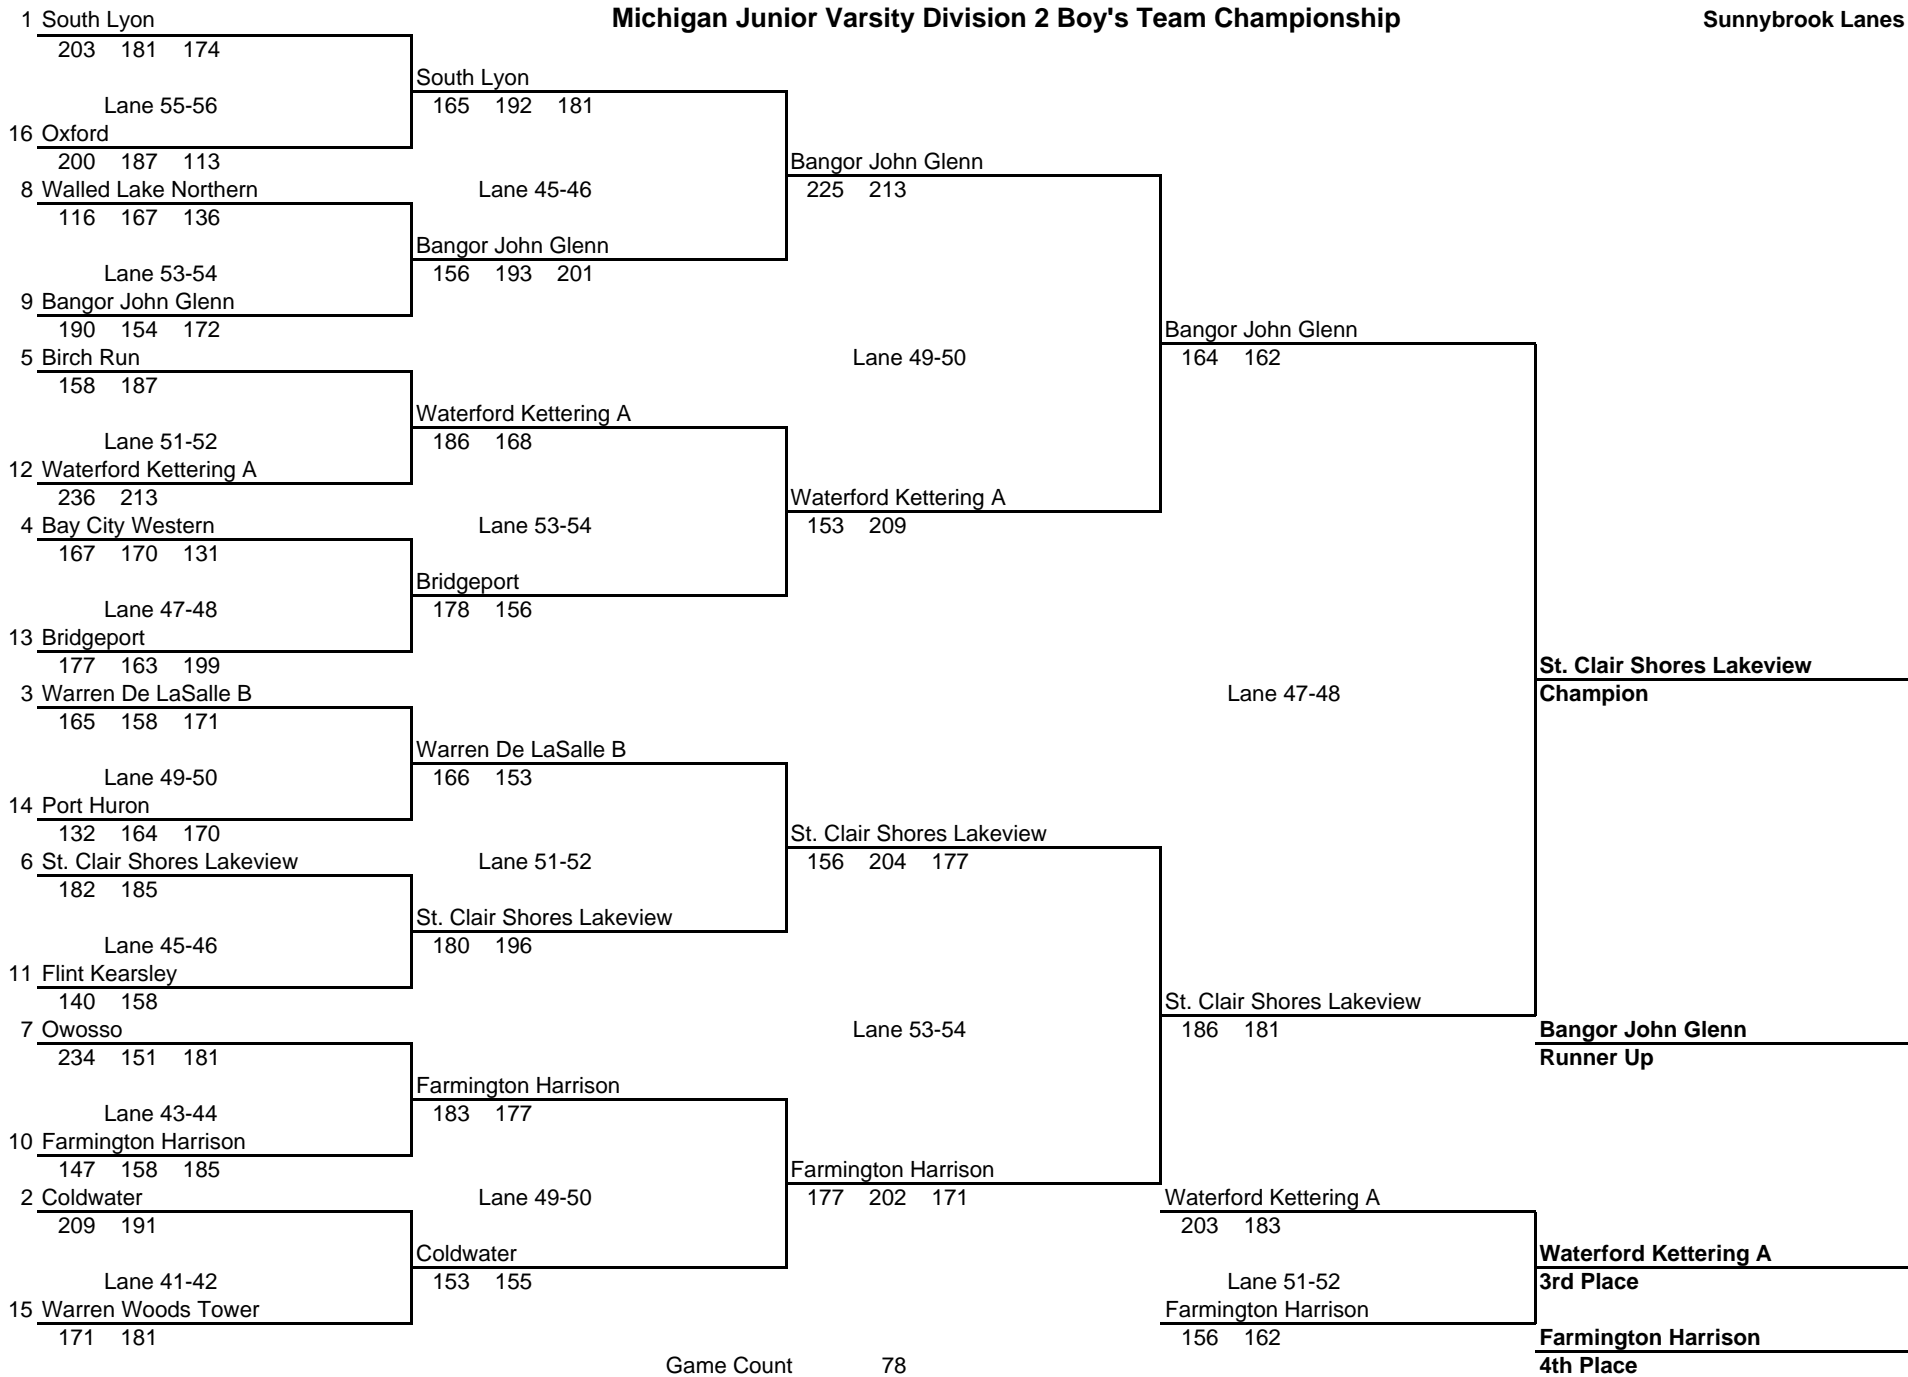 Michigan Junior Varsity Division 2 Boy's Team Championship
Sunnybrook Lanes
1 South Lyon
203 181 174
Lane 55-56
16 Oxford
200 187 113
8 Walled Lake Northern
116 167 136
Lane 53-54
9 Bangor John Glenn
190 154 172
5 Birch Run
158 187
Lane 51-52
12 Waterford Kettering A
236 213
4 Bay City Western
167 170 131
Lane 47-48
13 Bridgeport
177 163 199
3 Warren De LaSalle B
165 158 171
Lane 49-50
14 Port Huron
132 164 170
6 St. Clair Shores Lakeview
182 185
Lane 45-46
11 Flint Kearsley
140 158
7 Owosso
234 151 181
Lane 43-44
10 Farmington Harrison
147 158 185
2 Coldwater
209 191
Lane 41-42
15 Warren Woods Tower
171 181
South Lyon
165 192 181
Lane 45-46
Bangor John Glenn
156 193 201
Waterford Kettering A
186 168
Lane 53-54
Bridgeport
178 156
Warren De LaSalle B
166 153
Lane 51-52
St. Clair Shores Lakeview
180 196
Farmington Harrison
183 177
Lane 49-50
Coldwater
153 155
Bangor John Glenn
225 213
Lane 49-50
Waterford Kettering A
153 209
St. Clair Shores Lakeview
156 204 177
Lane 53-54
Farmington Harrison
177 202 171
Bangor John Glenn
164 162
Lane 47-48
St. Clair Shores Lakeview
186 181
St. Clair Shores Lakeview
Champion
Bangor John Glenn
Runner Up
Waterford Kettering A
203 183
Lane 51-52
Farmington Harrison
156 162
Waterford Kettering A
3rd Place
Farmington Harrison
4th Place
Game Count 78